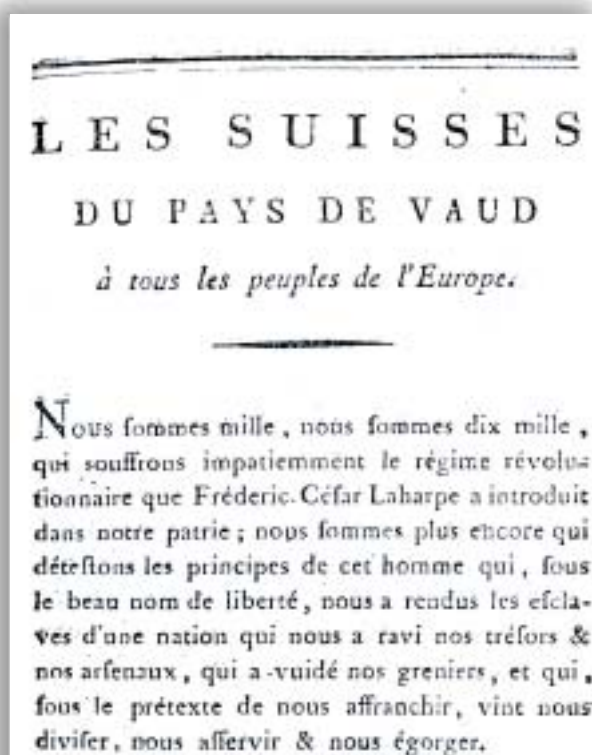 LES SUISSES
DU PAYS DE VAUD
à tous les peuples de l'Europe.
Nous ſommes mille, nous ſommes dix mille,
qui souffrons impatiemment le régime révolu-
tionnaire que Fréderic-Céſar Laharpe a introduit
dans notre patrie; nous ſommes plus encore qui
déteſtons les principes de cet homme qui, ſous
le beau nom de liberté, nous a rendus les eſcla-
ves d'une nation qui nous a ravi nos tréſors &
nos arſenaux, qui a vuidé nos greniers, et qui,
ſous le prétexte de nous affranchir, vint nous
diviſer, nous aſſervir & nous égorger.